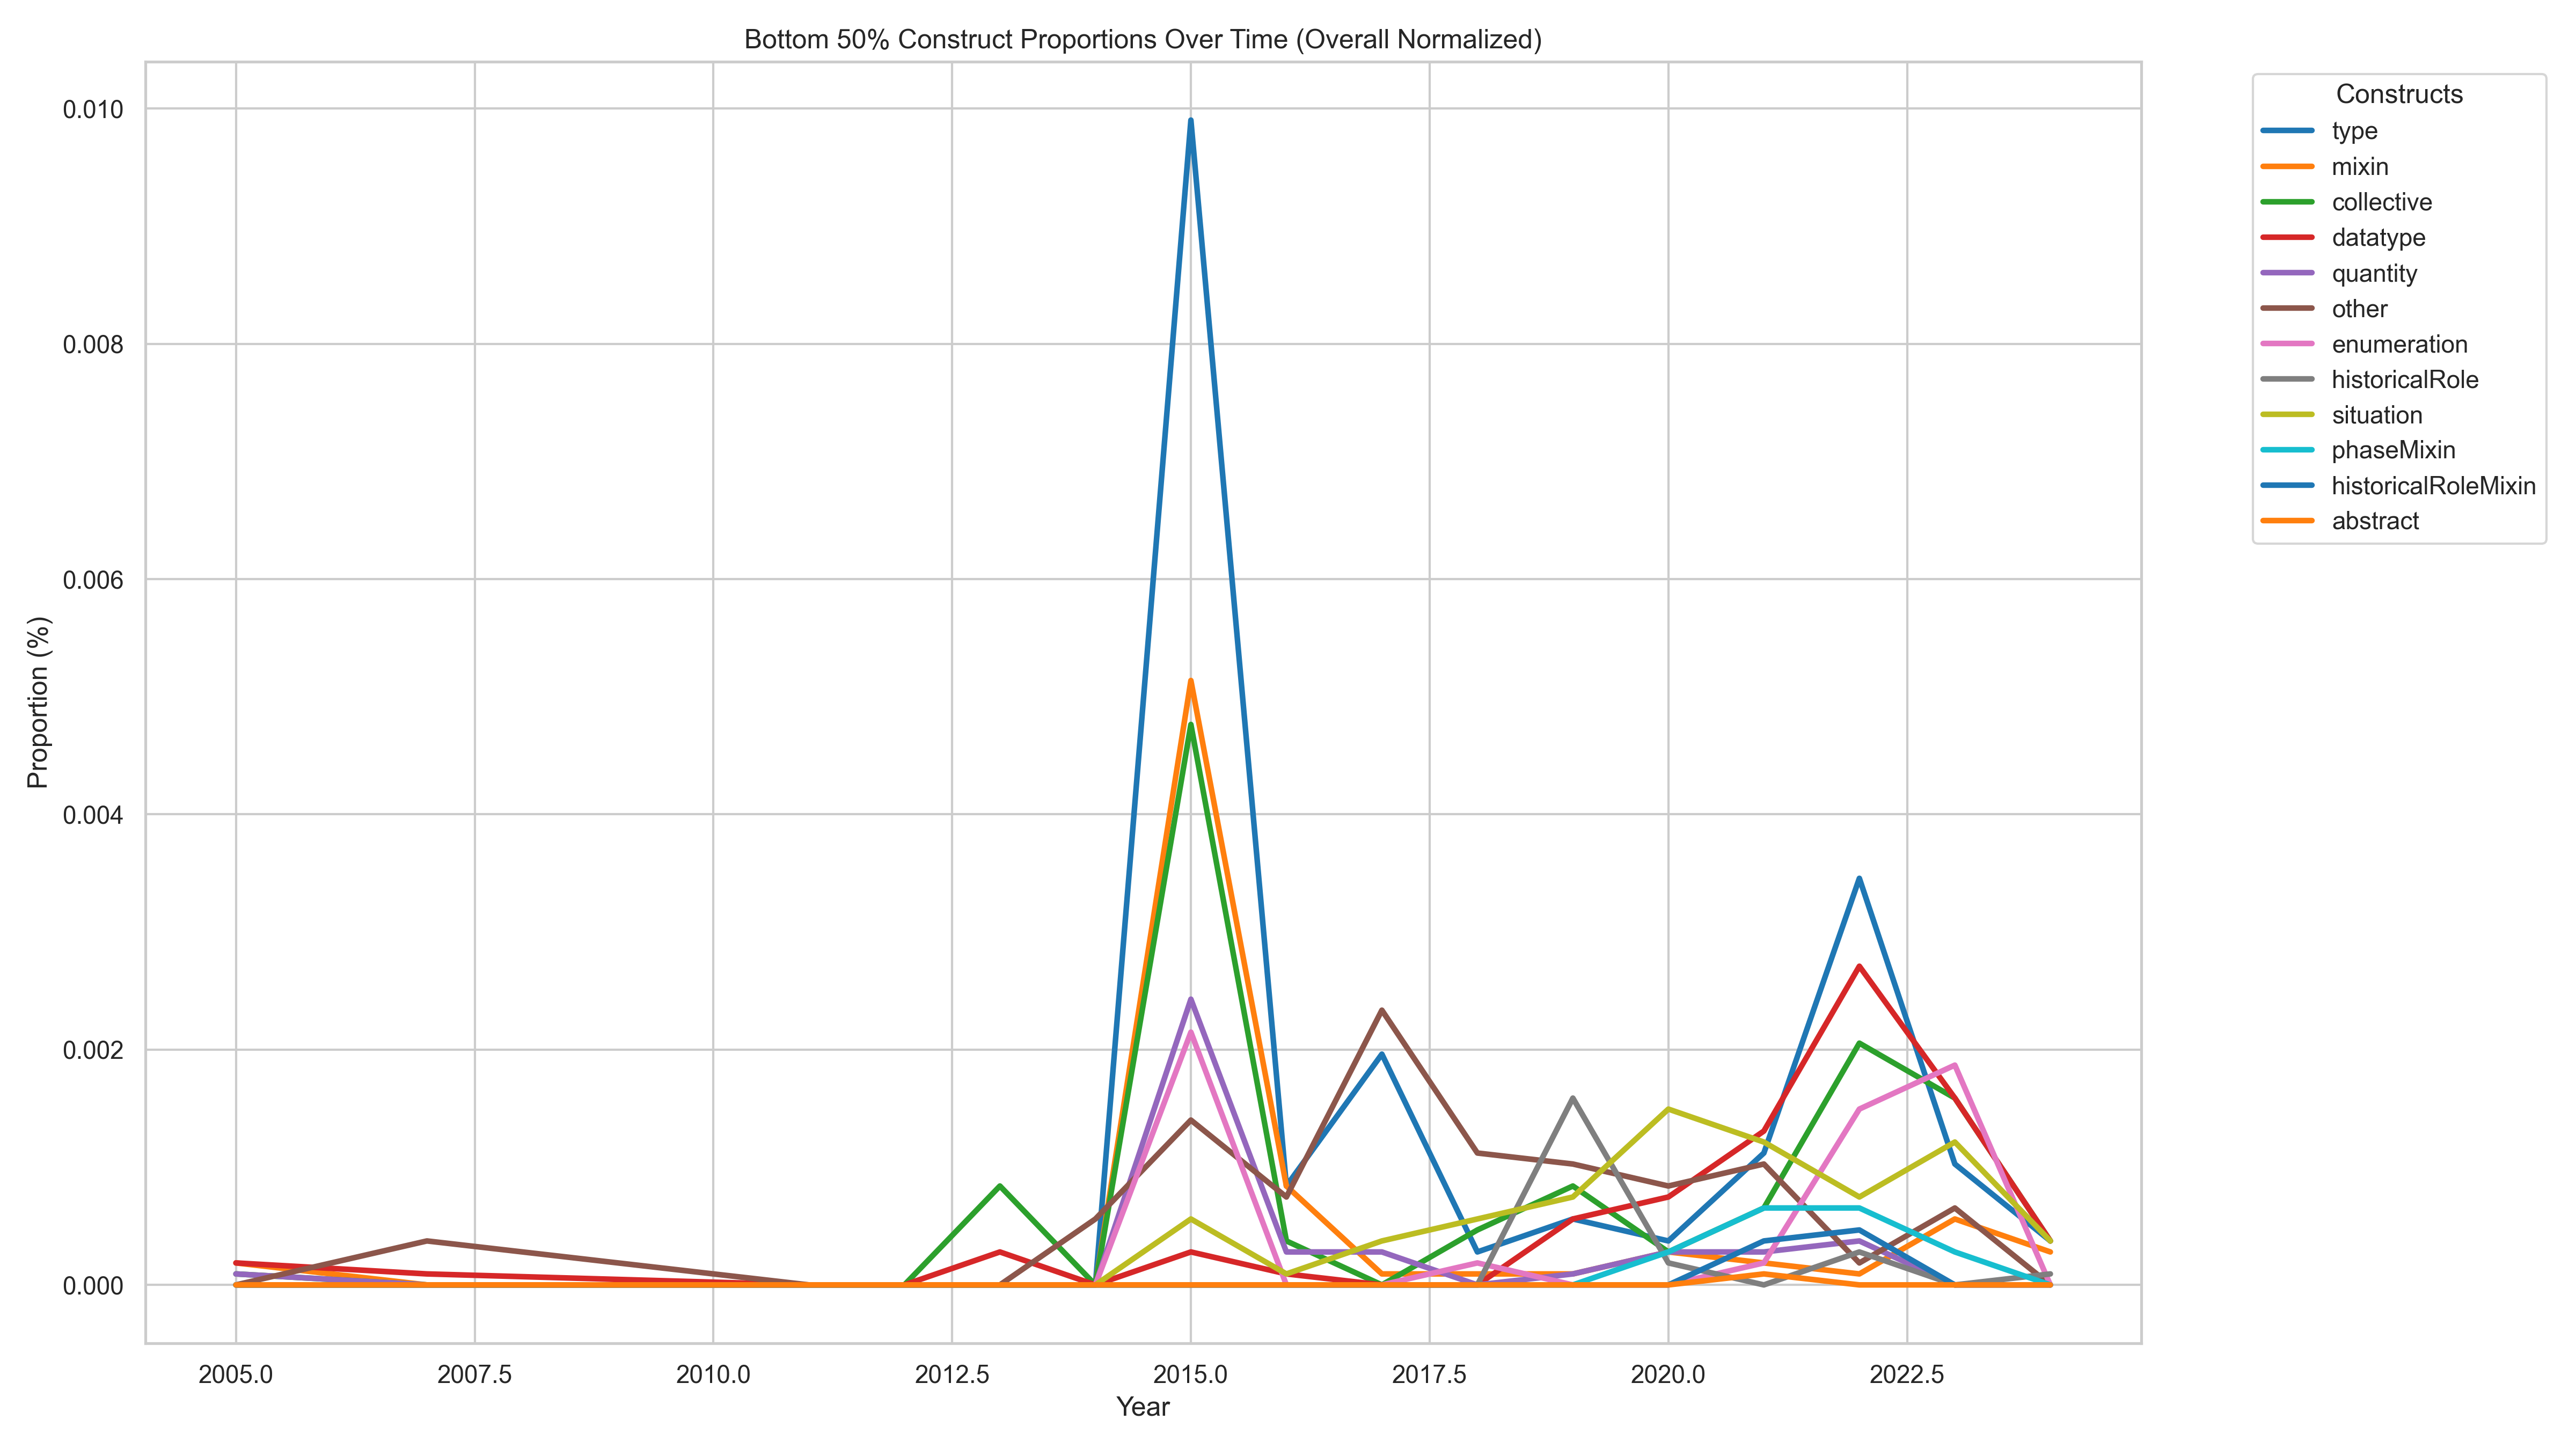 Bottom 50% Construct Proportions Over Time (Overall Normalized)
Constructs
type
mixin
collective
datatype
quantity
other
enumeration
historicalRole
situation
phaseMixin
historicalRoleMixin
abstract
Proportion (%)
0.010
0.008
0.006
0.004
0.002
0.000
2005.0 2007.5 2010.0 2012.5 2015.0 2017.5 2020.0 2022.5
Year